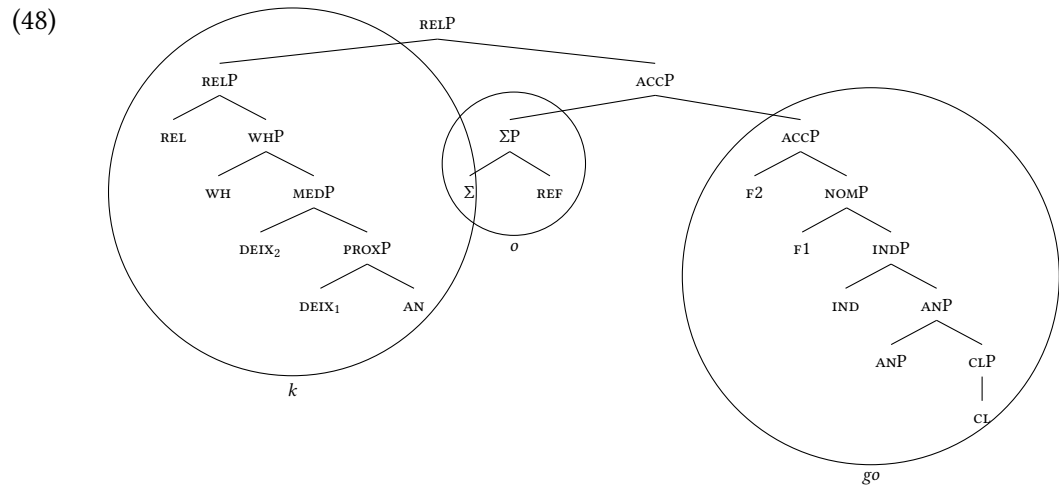 (48)
RELP
RELP ACCP
REL WHP ΣP ACCP
WH MEDP Σ REF F2 NOMP
DEIX₂ PROXP o F1 INDP
DEIX₁ AN IND ANP
ANP CLP
k
CL
go